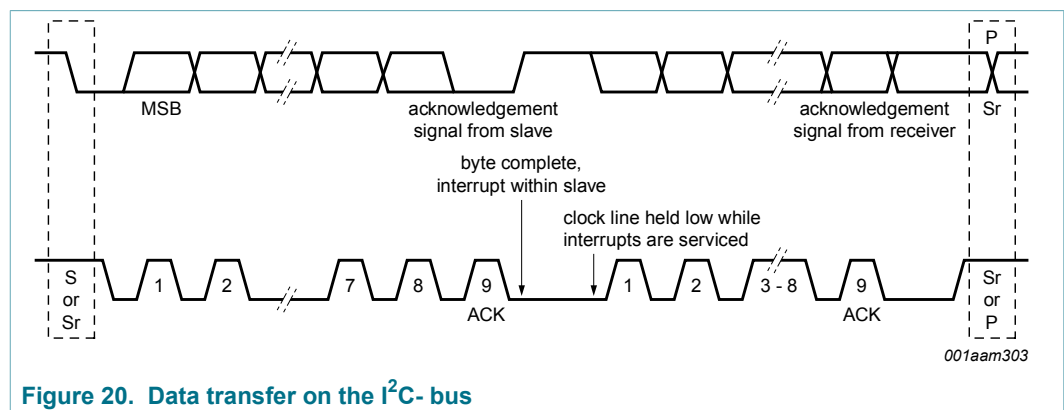 P
MSB
acknowledgement
signal from slave
acknowledgement
signal from receiver
Sr
byte complete,
interrupt within slave
clock line held low while
interrupts are serviced
S
or
Sr
1 2 7 8 9 1 2 3 - 8 9
ACK ACK
Sr
or
P
001aam303
Figure 20. Data transfer on the I²C- bus